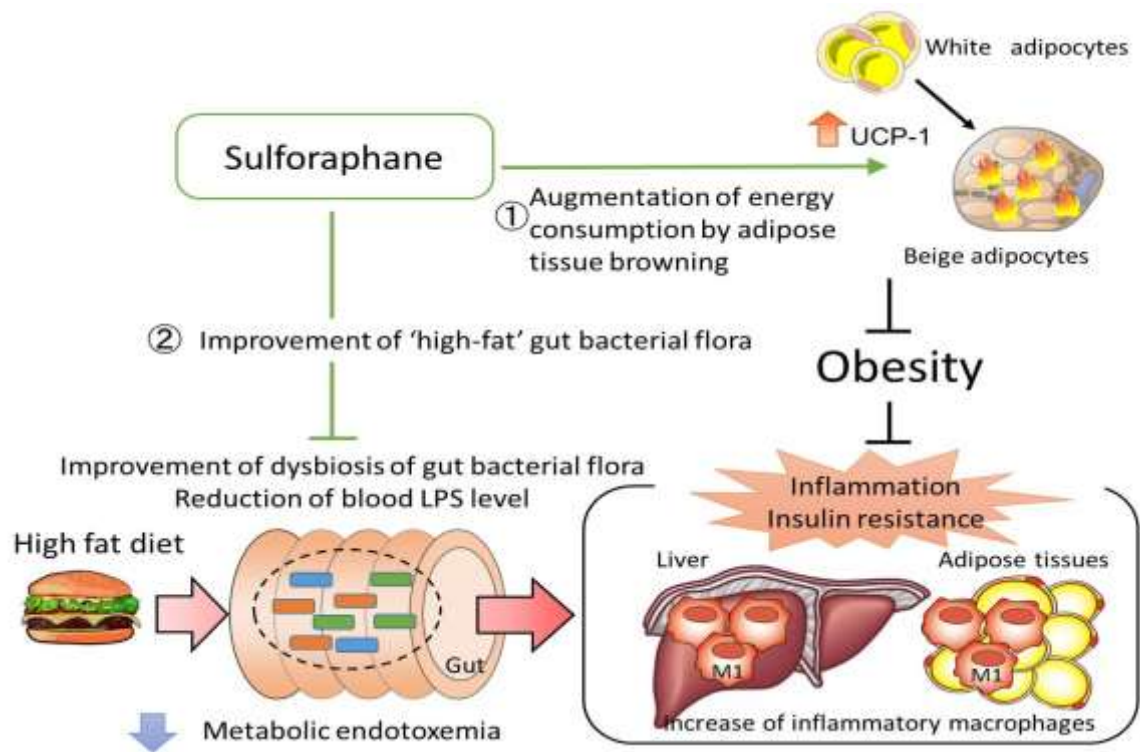 White adipocytes
UCP-1
Sulforaphane
① Augmentation of energy
consumption by adipose
tissue browning
Beige adipocytes
② Improvement of ‘high-fat’ gut bacterial flora
Obesity
Improvement of dysbiosis of gut bacterial flora
Reduction of blood LPS level
Inflammation
Insulin resistance
High fat diet
Liver
Adipose tissues
Gut
M1
M1
Metabolic endotoxemia
Increase of inflammatory macrophages